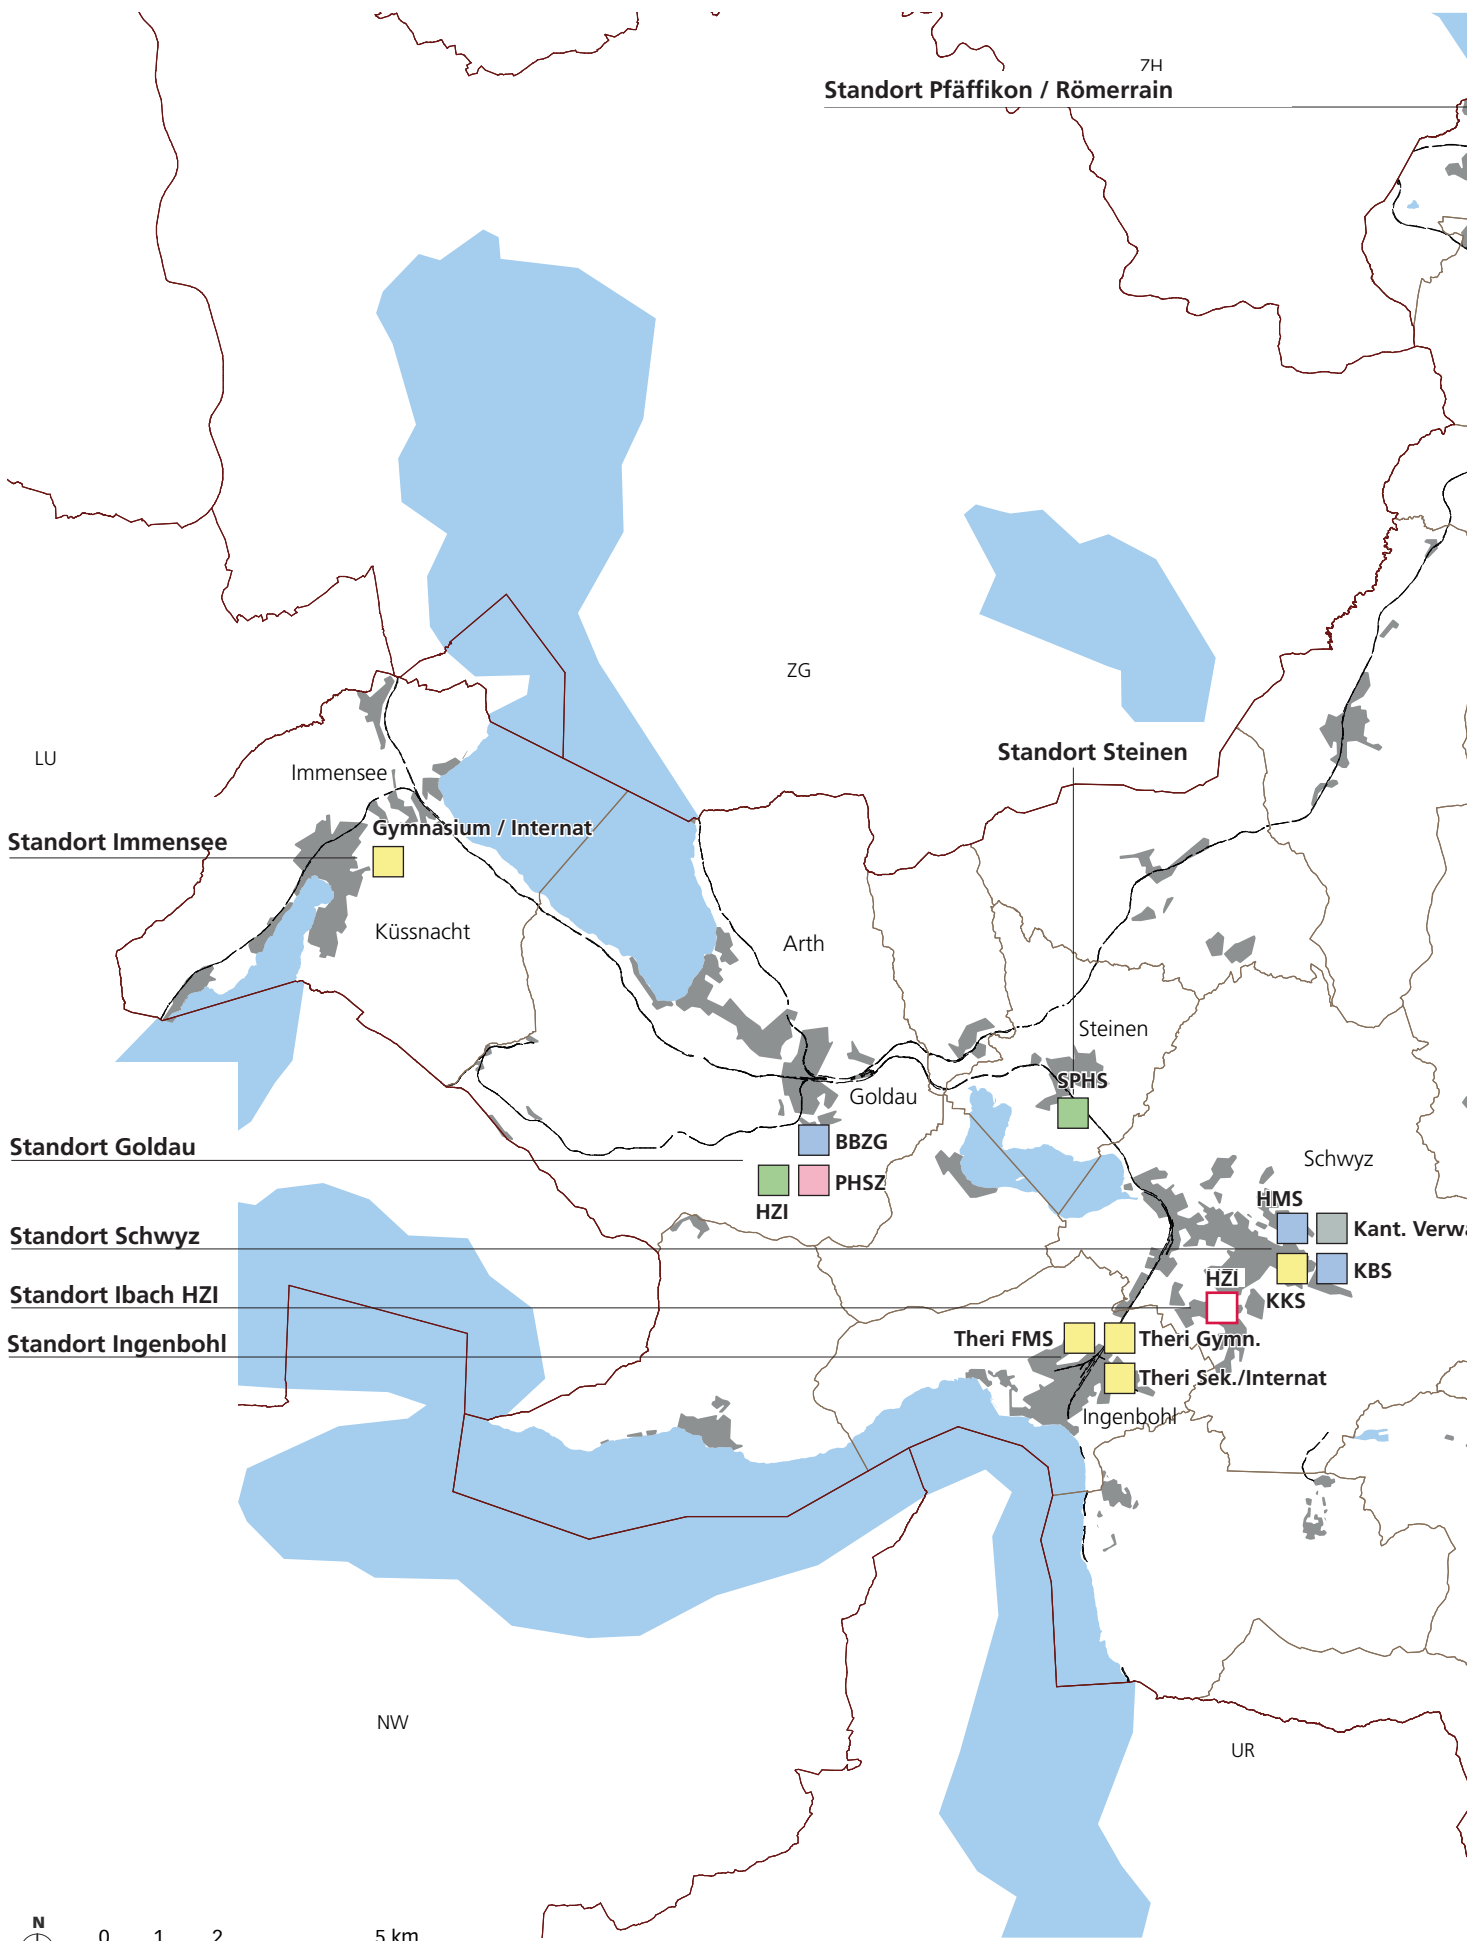 7H
Standort Pfäffikon / Römerrain
ZG
Standort Steinen
LU
Immensee
Gymnasium / Internat
Standort Immensee
Küssnacht
Arth
Steinen
SPHS
Goldau
Standort Goldau
BBZG
PHSZ
HZI
Schwyz
HMS
Kant. Verwa
Standort Schwyz
KBS
HZI
KKS
Standort Ibach HZI
Standort Ingenbohl
Theri FMS
Theri Gymn.
Theri Sek./Internat
Ingenbohl
NW
UR
N
0 1 2 5 km